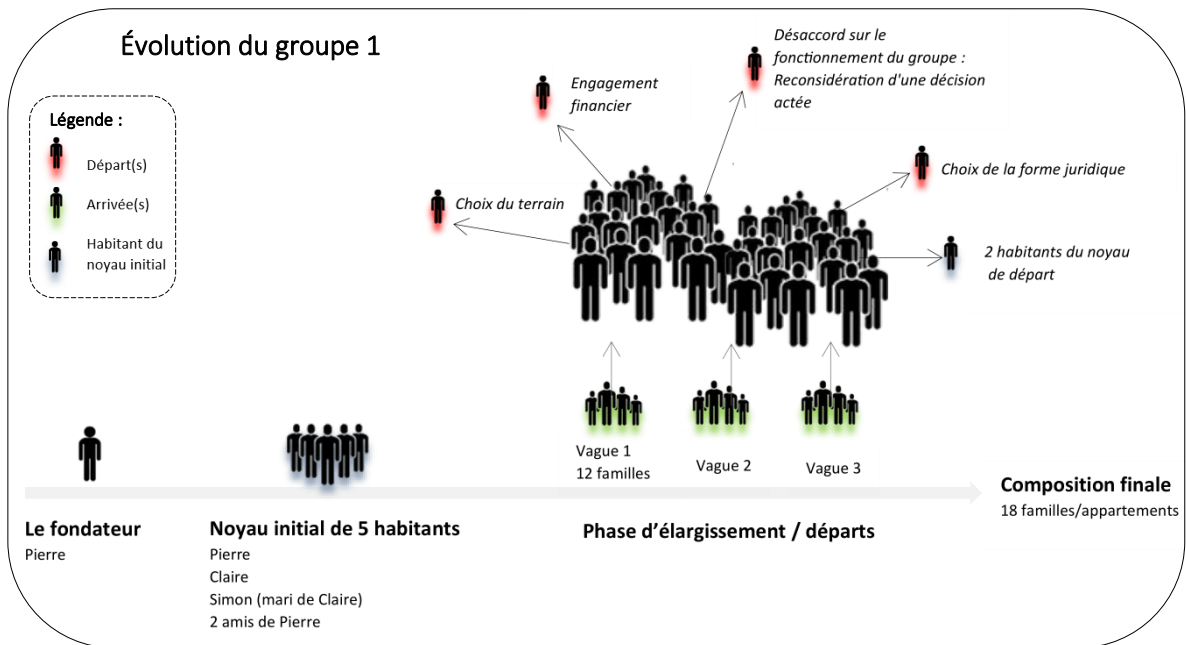 Évolution du groupe 1
Légende :
Départ(s)
Arrivée(s)
Habitant du
noyau initial
Choix du terrain
Engagement
financier
Désaccord sur le
fonctionnement du groupe :
Reconsidération d'une décision
actée
Choix de la forme juridique
2 habitants du noyau
de départ
Vague 1
12 familles
Vague 2
Vague 3
Le fondateur
Pierre
Noyau initial de 5 habitants
Pierre
Claire
Simon (mari de Claire)
2 amis de Pierre
Phase d’élargissement / départs
Composition finale
18 familles/appartements